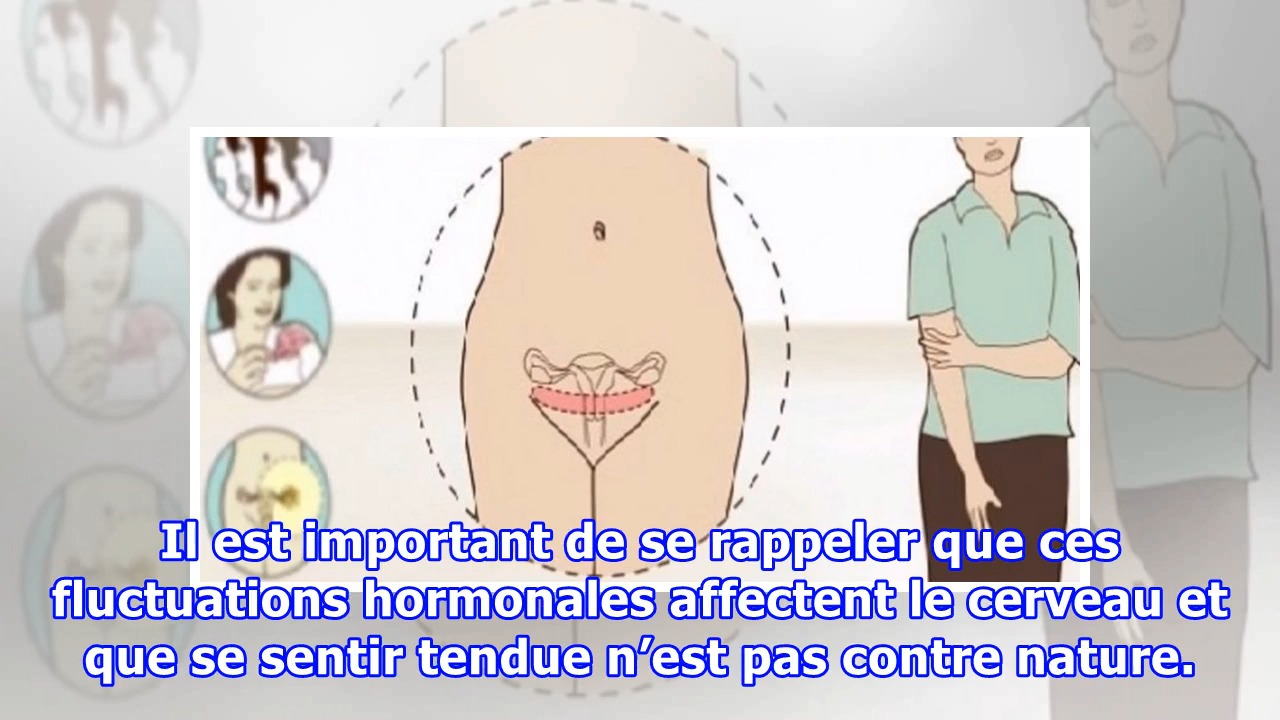 Il est important de se rappeler que ces
fluctuations hormonales affectent le cerveau et
que se sentir tendue n’est pas contre nature.